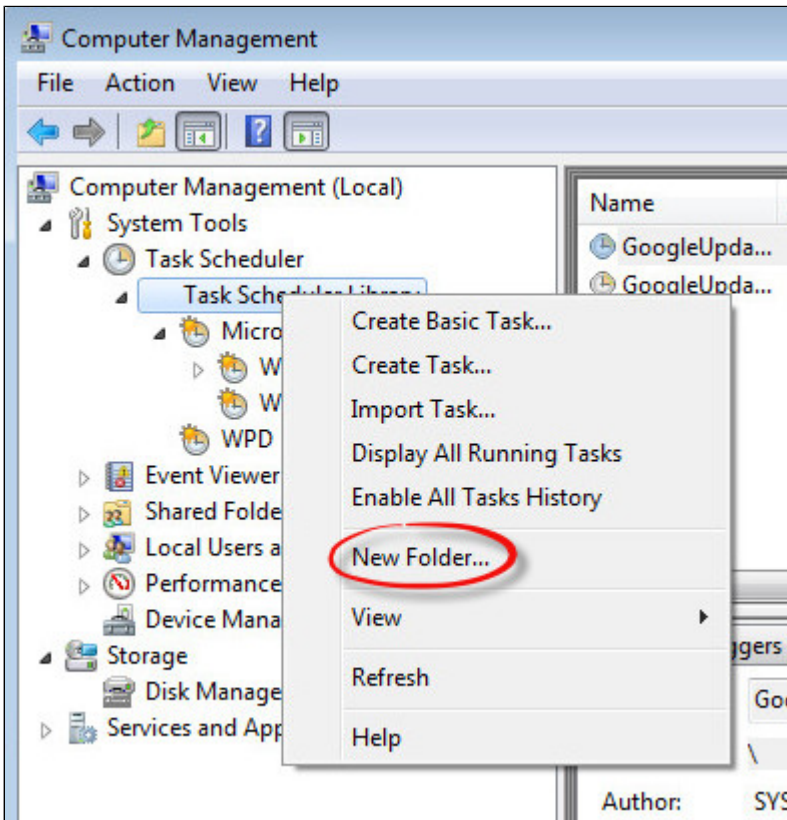 Computer Management
File Action View Help
Computer Management (Local)
System Tools
Task Scheduler
Task Scheduler Library
Micro
W
W
WPD
Event Viewer
Shared Folde
Local Users a
Performance
Device Mana
Storage
Disk Manage
Services and App
Name
GoogleUpda...
GoogleUpda...
Create Basic Task...
Create Task...
Import Task...
Display All Running Tasks
Enable All Tasks History
New Folder...
View
Refresh
Help
ggers
Goo
\
Author: SYS